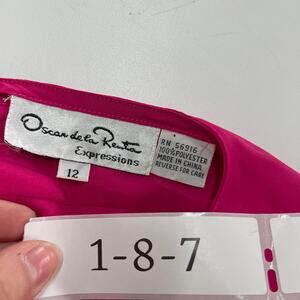 Oscar de la Renta
Expressions
12
RN 56916
100% POLYESTER
MADE IN CHINA
REVERSE FOR CARE
1-8-7